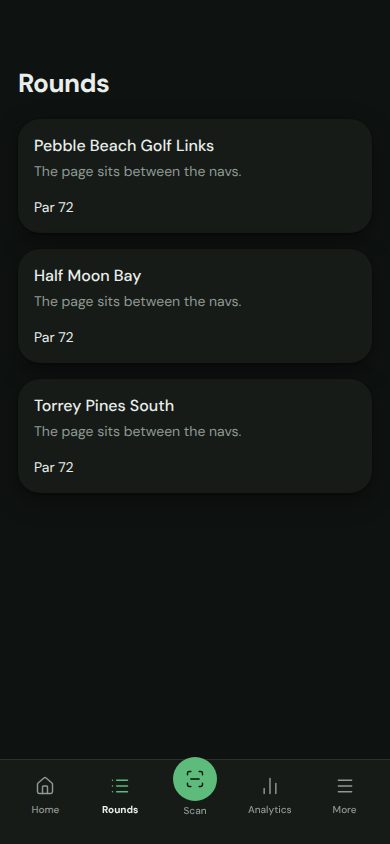 Rounds
Pebble Beach Golf Links
The page sits between the navs.
Par 72
Half Moon Bay
The page sits between the navs.
Par 72
Torrey Pines South
The page sits between the navs.
Par 72
Home
Rounds
Scan
Analytics
More